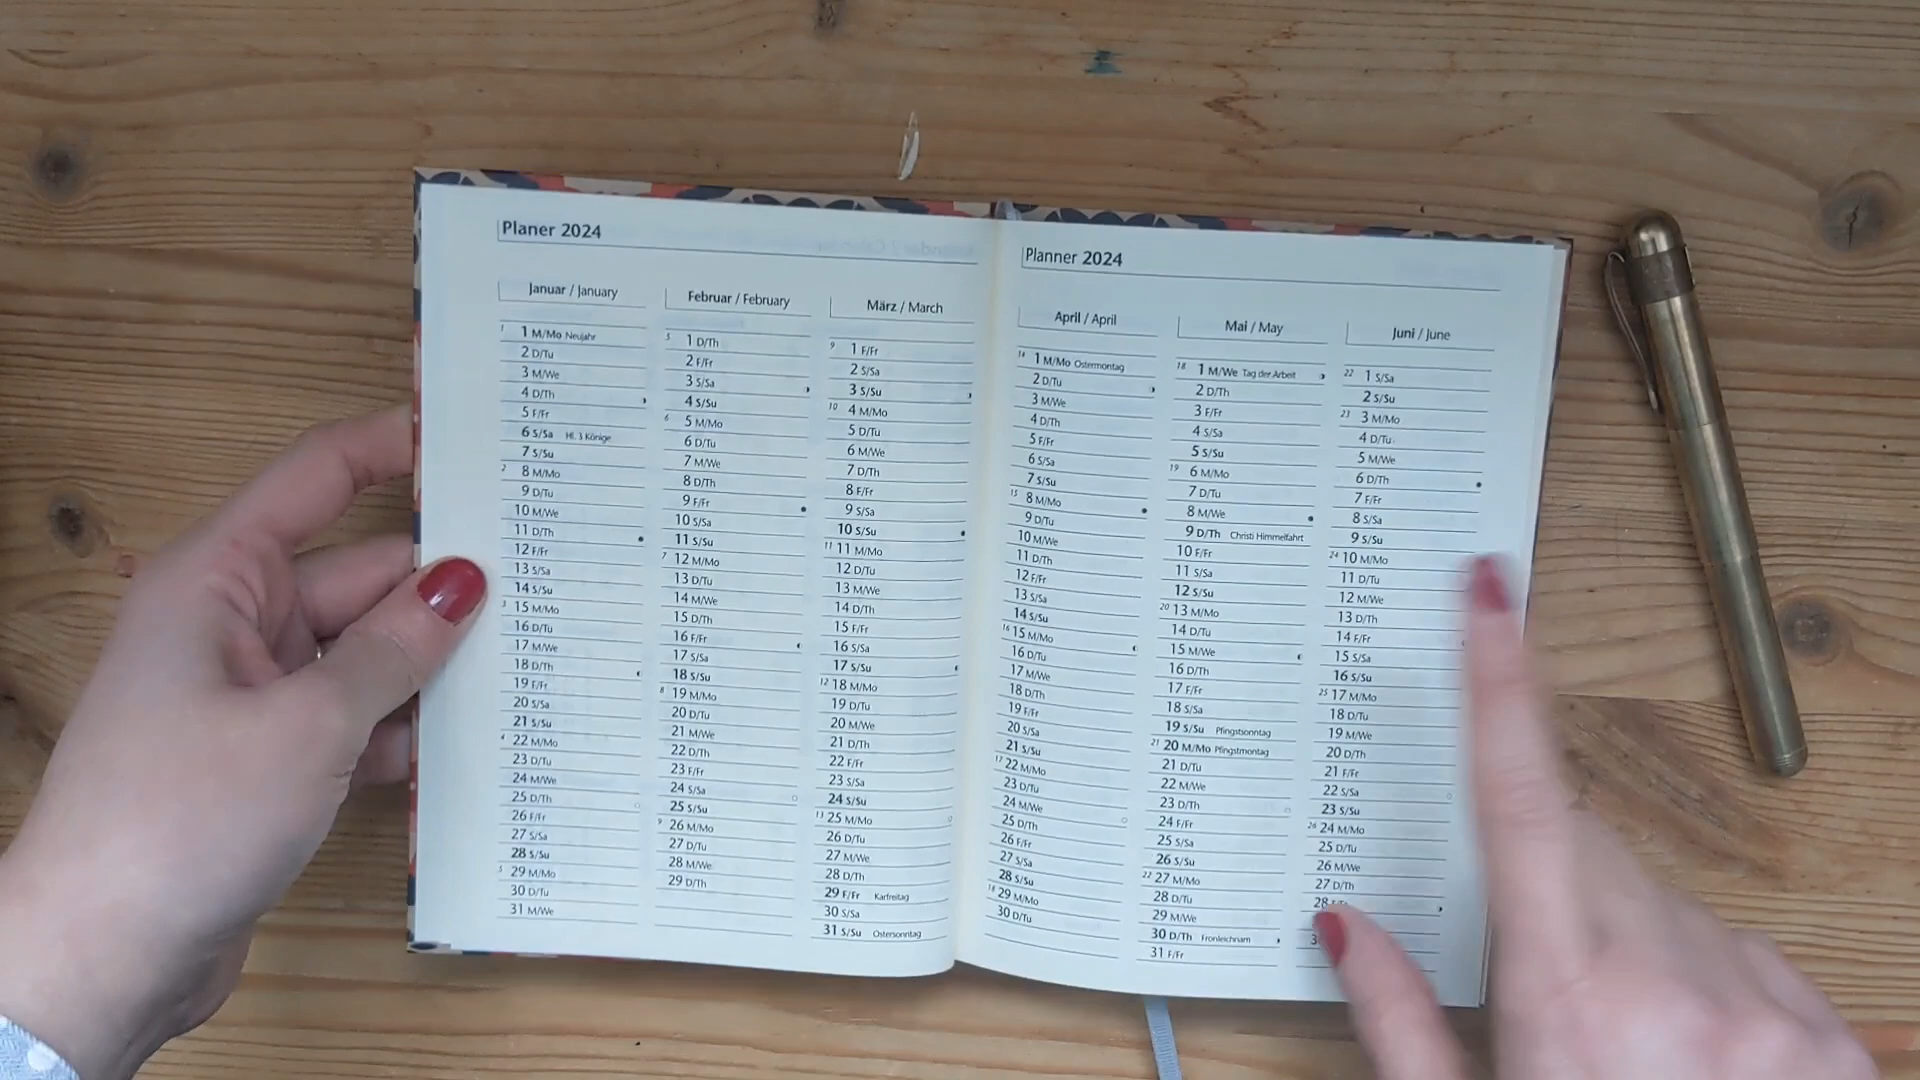 Planer 2024
Januar / January
1 1 M/Mo Neujahr
2 D/Tu
3 M/We
4 D/Th
5 F/Fr
6 S/Sa Hl. 3 Könige
7 S/Su
2 8 M/Mo
9 D/Tu
10 M/We
11 D/Th
12 F/Fr
13 S/Sa
14 S/Su
3 15 M/Mo
16 D/Tu
17 M/We
18 D/Th
19 F/Fr
20 S/Sa
21 S/Su
4 22 M/Mo
23 D/Tu
24 M/We
25 D/Th
26 F/Fr
27 S/Sa
28 S/Su
5 29 M/Mo
30 D/Tu
31 M/We
Februar / February
5 1 D/Th
2 F/Fr
3 S/Sa
4 S/Su
6 5 M/Mo
6 D/Tu
7 M/We
8 D/Th
9 F/Fr
10 S/Sa
11 S/Su
7 12 M/Mo
13 D/Tu
14 M/We
15 D/Th
16 F/Fr
17 S/Sa
18 S/Su
8 19 M/Mo
20 D/Tu
21 M/We
22 D/Th
23 F/Fr
24 S/Sa
25 S/Su
9 26 M/Mo
27 D/Tu
28 M/We
29 D/Th
März / March
9 1 F/Fr
2 S/Sa
3 S/Su
10 4 M/Mo
5 D/Tu
6 M/We
7 D/Th
8 F/Fr
9 S/Sa
10 S/Su
11 11 M/Mo
12 D/Tu
13 M/We
14 D/Th
15 F/Fr
16 S/Sa
17 S/Su
12 18 M/Mo
19 D/Tu
20 M/We
21 D/Th
22 F/Fr
23 S/Sa
24 S/Su
13 25 M/Mo
26 D/Tu
27 M/We
28 D/Th
29 F/Fr Karfreitag
30 S/Sa
31 S/Su Ostersonntag
Planner 2024
April / April
14 1 M/Mo Ostermontag
2 D/Tu
3 M/We
4 D/Th
5 F/Fr
6 S/Sa
7 S/Su
15 8 M/Mo
9 D/Tu
10 M/We
11 D/Th
12 F/Fr
13 S/Sa
14 S/Su
16 15 M/Mo
16 D/Tu
17 M/We
18 D/Th
19 F/Fr
20 S/Sa
21 S/Su
17 22 M/Mo
23 D/Tu
24 M/We
25 D/Th
26 F/Fr
27 S/Sa
28 S/Su
18 29 M/Mo
30 D/Tu
Mai / May
18 1 M/We Tag der Arbeit
2 D/Th
3 F/Fr
4 S/Sa
5 S/Su
19 6 M/Mo
7 D/Tu
8 M/We
9 D/Th Christi Himmelfahrt
10 F/Fr
11 S/Sa
12 S/Su
20 13 M/Mo
14 D/Tu
15 M/We
16 D/Th
17 F/Fr
18 S/Sa
19 S/Su Pfingstsonntag
21 20 M/Mo Pfingstmontag
21 D/Tu
22 M/We
23 D/Th
24 F/Fr
25 S/Sa
26 S/Su
22 27 M/Mo
28 D/Tu
29 M/We
30 D/Th Fronleichnam
31 F/Fr
Juni / June
22 1 S/Sa
2 S/Su
23 3 M/Mo
4 D/Tu
5 M/We
6 D/Th
7 F/Fr
8 S/Sa
9 S/Su
24 10 M/Mo
11 D/Tu
12 M/We
13 D/Th
14 F/Fr
15 S/Sa
16 S/Su
25 17 M/Mo
18 D/Tu
19 M/We
20 D/Th
21 F/Fr
22 S/Sa
23 S/Su
26 24 M/Mo
25 D/Tu
26 M/We
27 D/Th
28